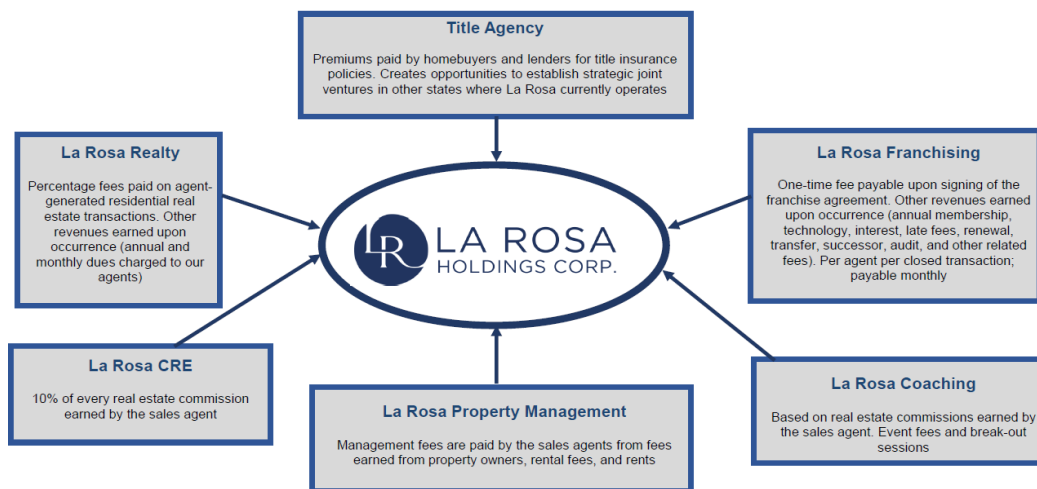 Title Agency
Premiums paid by homebuyers and lenders for title insurance
policies. Creates opportunities to establish strategic joint
ventures in other states where La Rosa currently operates
La Rosa Realty
Percentage fees paid on agent-
generated residential real
estate transactions. Other
revenues earned upon
occurrence (annual and
monthly dues charged to our
agents)
LR
LA ROSA
HOLDINGS CORP.
La Rosa Franchising
One-time fee payable upon signing of the
franchise agreement. Other revenues earned
upon occurrence (annual membership,
technology, interest, late fees, renewal,
transfer, successor, audit, and other related
fees). Per agent per closed transaction;
payable monthly
La Rosa CRE
10% of every real estate commission
earned by the sales agent
La Rosa Property Management
Management fees are paid by the sales agents from fees
earned from property owners, rental fees, and rents
La Rosa Coaching
Based on real estate commissions earned by
the sales agent. Event fees and break-out
sessions